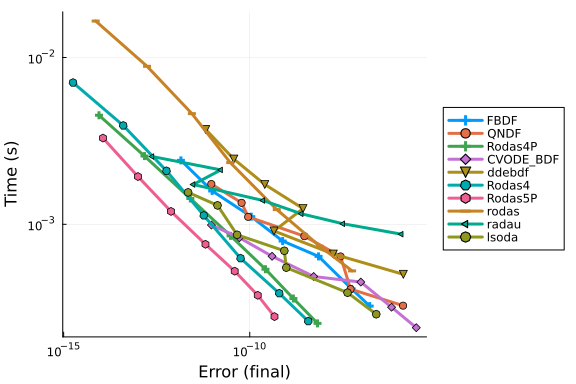 10⁻²
10⁻³
Time (s)
10⁻¹⁵
10⁻¹⁰
Error (final)
FBDF
QNDF
Rodas4P
CVODE_BDF
ddebdf
Rodas4
Rodas5P
rodas
radau
lsoda